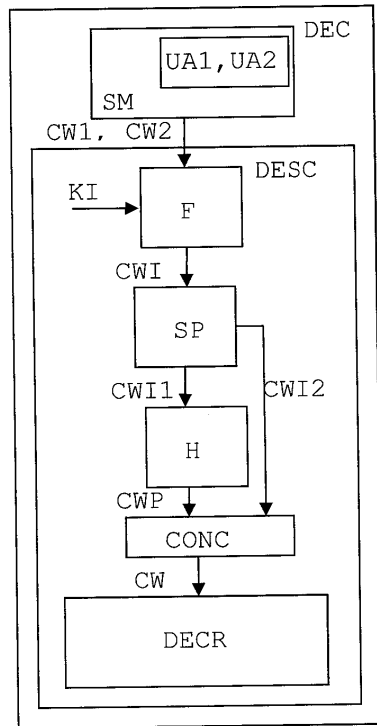 DEC
UA1,UA2
SM
CW1, CW2
DESC
KI
F
CWI
SP
CWI1
CWI2
H
CWP
CONC
CW
DECR